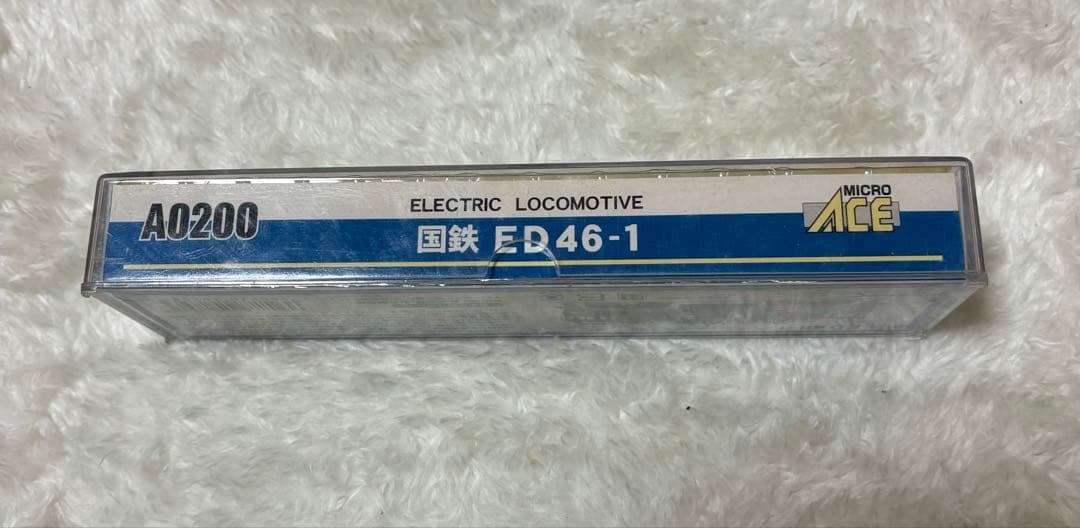 A0200
ELECTRIC LOCOMOTIVE
国鉄 ED46-1
MICRO
ACE